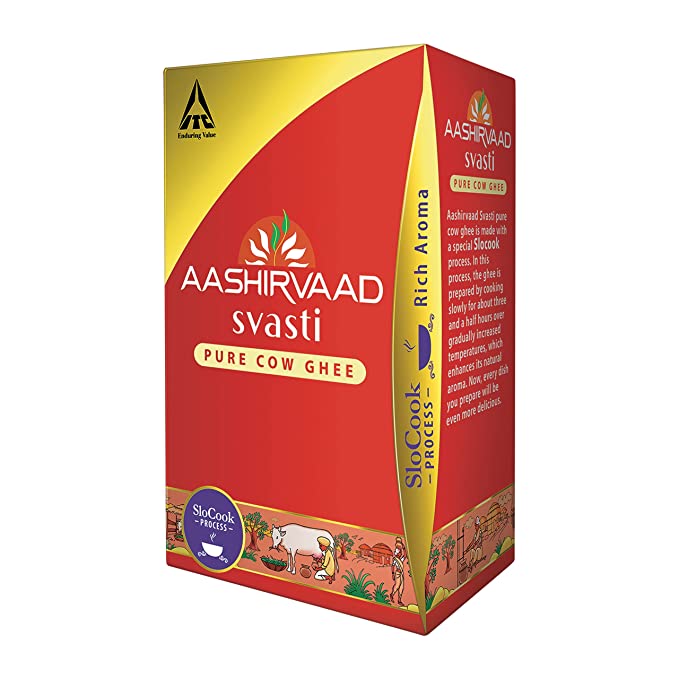 ITC
Enduring Value
AASHIRVAAD
svasti
PURE COW GHEE
SloCook
– PROCESS –
SloCook
– PROCESS –
Rich Aroma
AASHIRVAAD
svasti
PURE COW GHEE
Aashirvaad Svasti pure
cow ghee is made with
a special Slocook
process. In this
process, the ghee is
prepared by cooking
slowly for about three
and a half hours over
gradually increased
temperatures, which
enhances its natural
aroma. Now, every dish
you prepare will be
even more delicious.